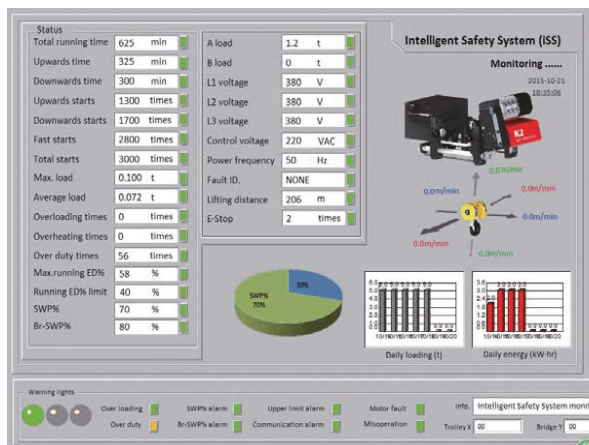 Status
Total running time 625 min
Upwards time 325 min
Downwards time 300 min
Upwards starts 1300 times
Downwards starts 1700 times
Fast starts 2800 times
Total starts 3000 times
Max. load 0.100 t
Average load 0.072 t
Overloading times 0 times
Overheating times 0 times
Over duty times 56 times
Max.running ED% 58 %
Running ED% limit 40 %
SWP% 70 %
Br-SWP% 80 %
A load 1.2 t
B load 0 t
L1 voltage 380 V
L2 voltage 380 V
L3 voltage 380 V
Control voltage 220 VAC
Power frequency 50 Hz
Fault ID. NONE
Lifting distance 206 m
E-Stop 2 times
Intelligent Safety System (iSS)
Monitoring ......
2015-10-21
18:35:06
K2
0.0m/min
0.0m/min
0.0m/min
0.0m/min
0.0m/min
0.0m/min
SWP%
70%
30%
Daily loading (t)
Daily energy (kW·hr)
Warning lights
Over loading
SWP% alarm
Upper limit alarm
Motor fault
Info. Intelligent Safety System monit
Over duty
Br-SWP% alarm
Communication alarm
Misoperation
Trolley X 00
Bridge Y 00